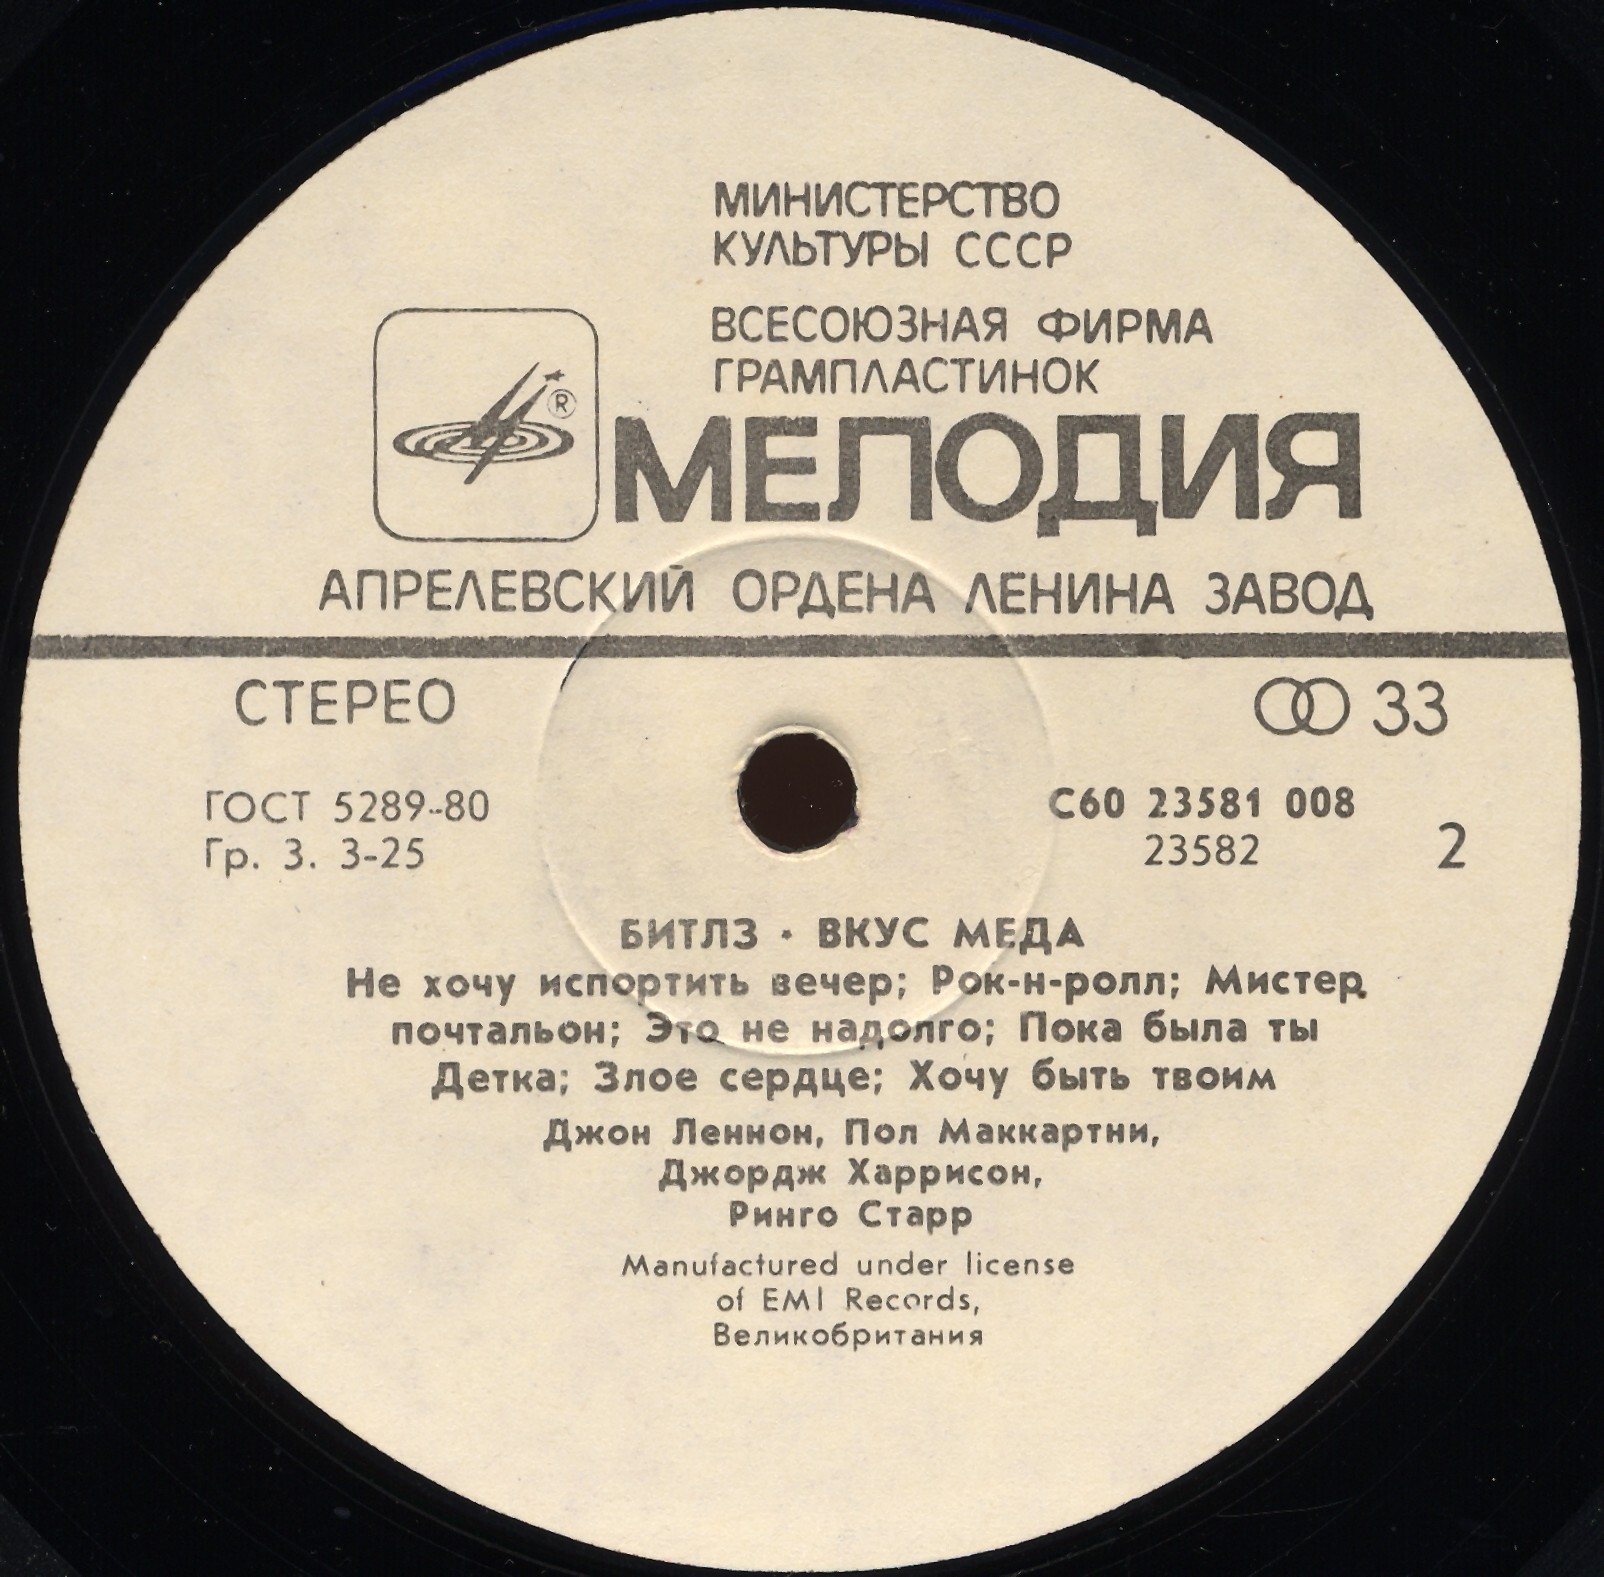 МИНИСТЕРСТВО
КУЛЬТУРЫ СССР
ВСЕСОЮЗНАЯ ФИРМА
ГРАМПЛАСТИНОК
®
МЕЛОДИЯ
АПРЕЛЕВСКИЙ ОРДЕНА ЛЕНИНА ЗАВОД
СТЕРЕО 33
ГОСТ 5289-80 С60 23581 008
Гр. 3. 3-25 23582 2
БИТЛЗ · ВКУС МЕДА
Не хочу испортить вечер; Рок-н-ролл; Мистер
почтальон; Это не надолго; Пока была ты
Детка; Злое сердце; Хочу быть твоим
Джон Леннон, Пол Маккартни,
Джордж Харрисон,
Ринго Старр
Manufactured under license
of EMI Records,
Великобритания